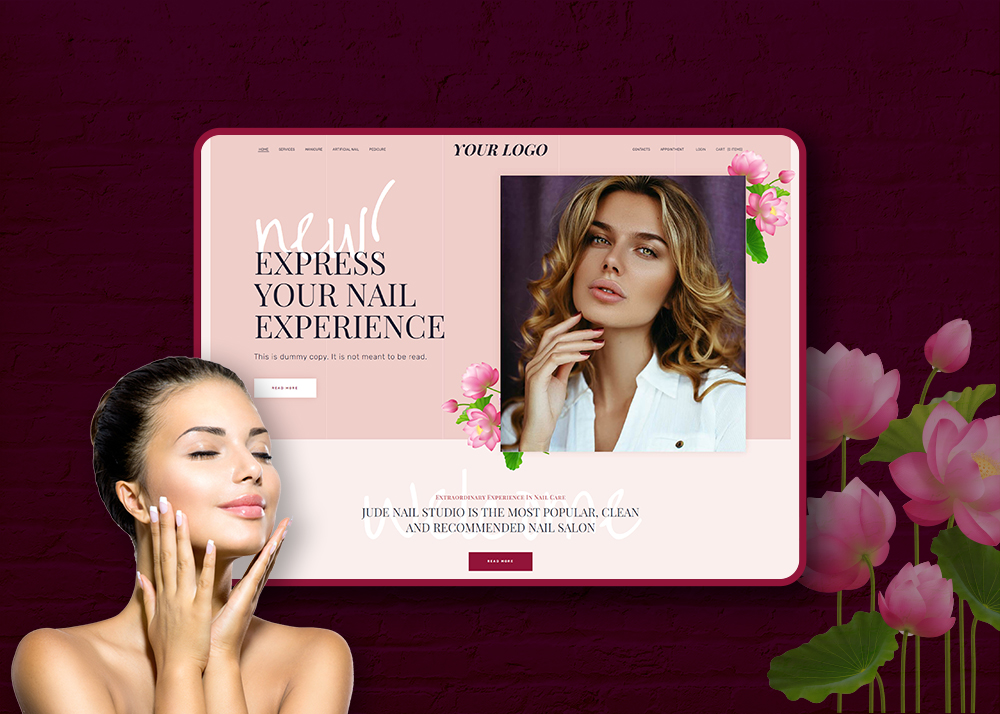 HOME SERVICES MANICURE ARTIFICIAL NAIL PEDICURE
YOUR LOGO
CONTACTS APPOINTMENT LOGIN CART (0 ITEMS)
new
EXPRESS
YOUR NAIL
EXPERIENCE
This is dummy copy. It is not meant to be read.
READ MORE
welcome
EXTRAORDINARY EXPERIENCE IN NAIL CARE
JUDE NAIL STUDIO IS THE MOST POPULAR, CLEAN
AND RECOMMENDED NAIL SALON
READ MORE